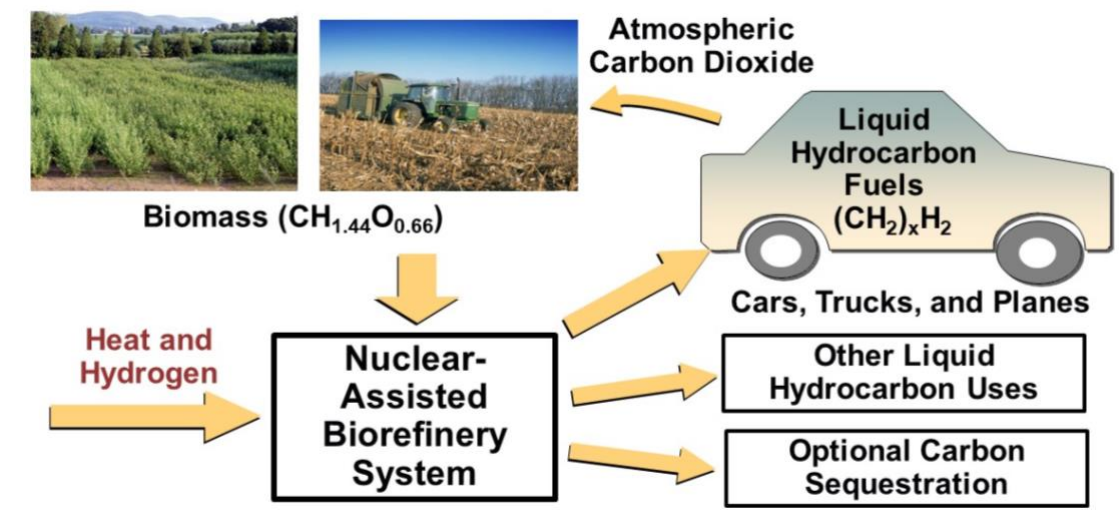 Atmospheric
Carbon Dioxide
Liquid
Hydrocarbon
Fuels
(CH₂)ₓH₂
Biomass (CH₁.₄₄O₀.₆₆)
Cars, Trucks, and Planes
Heat and
Hydrogen
Nuclear-
Assisted
Biorefinery
System
Other Liquid
Hydrocarbon Uses
Optional Carbon
Sequestration